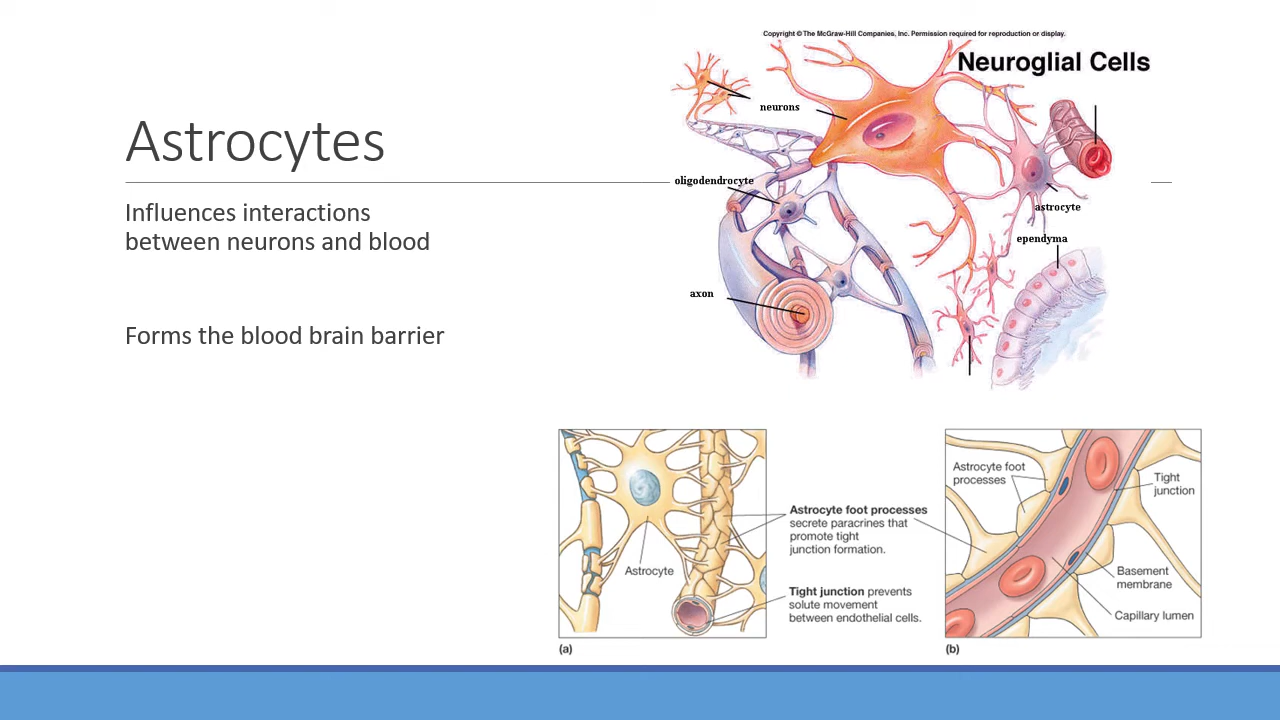 Astrocytes
Influences interactions
between neurons and blood
Forms the blood brain barrier
Copyright © The McGraw-Hill Companies, Inc. Permission required for reproduction or display.
Neuroglial Cells
neurons
oligodendrocyte
astrocyte
ependyma
axon
Astrocyte
(a)
Astrocyte foot processes
secrete paracrines that
promote tight
junction formation.
Tight junction prevents
solute movement
between endothelial cells.
Astrocyte foot
processes
Tight
junction
Basement
membrane
Capillary lumen
(b)